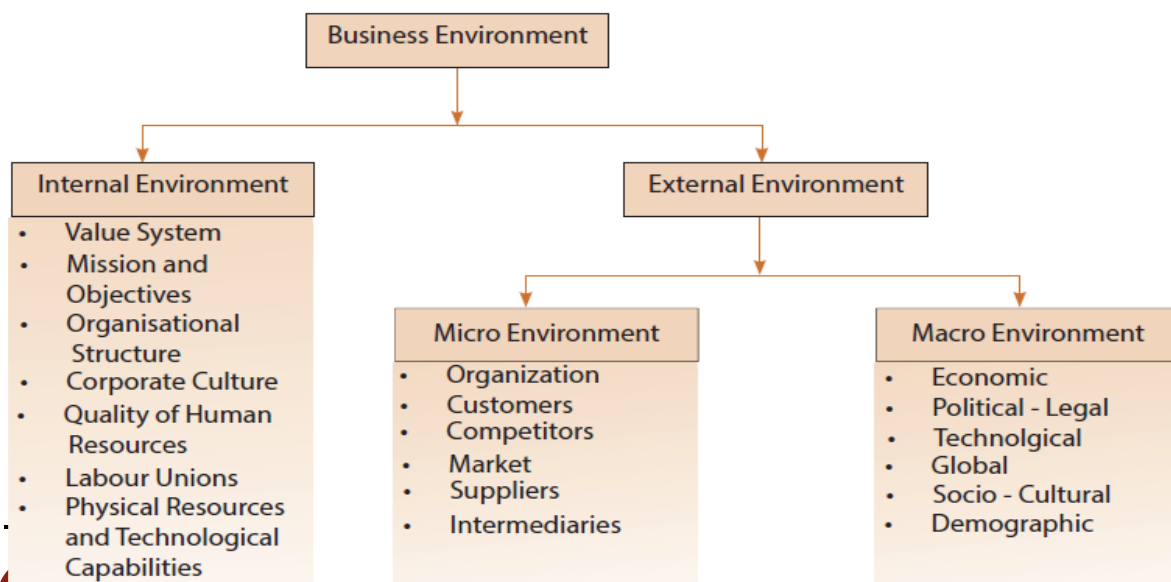 Business Environment
Internal Environment
• Value System
• Mission and
Objectives
• Organisational
Structure
• Corporate Culture
• Quality of Human
Resources
• Labour Unions
• Physical Resources
and Technological
Capabilities
External Environment
Micro Environment
• Organization
• Customers
• Competitors
• Market
• Suppliers
• Intermediaries
Macro Environment
• Economic
• Political - Legal
• Technolgical
• Global
• Socio - Cultural
• Demographic